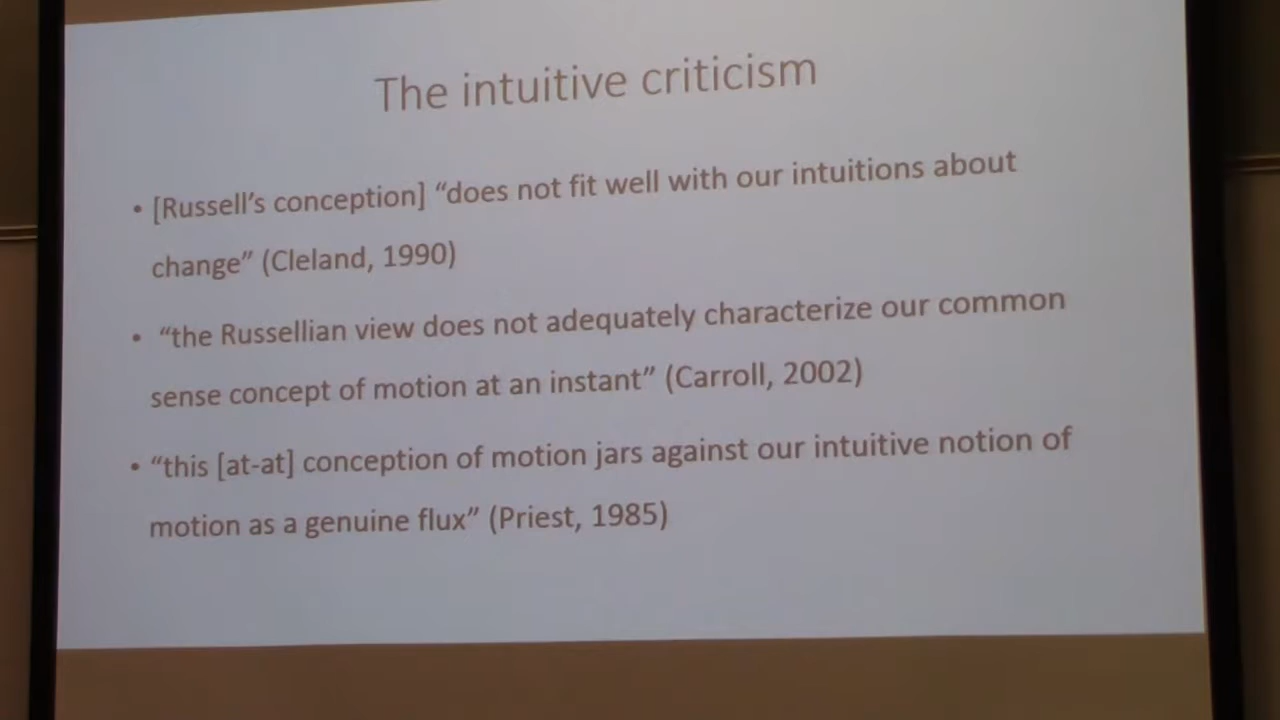 The intuitive criticism
• [Russell’s conception] “does not fit well with our intuitions about
change” (Cleland, 1990)
• “the Russellian view does not adequately characterize our common
sense concept of motion at an instant” (Carroll, 2002)
• “this [at-at] conception of motion jars against our intuitive notion of
motion as a genuine flux” (Priest, 1985)